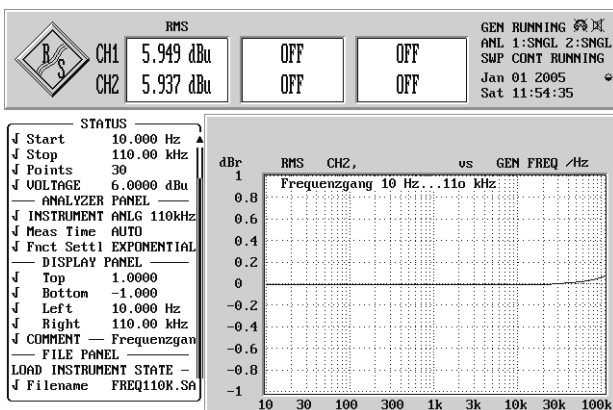 RMS
CH1 5.949 dBu OFF OFF
CH2 5.937 dBu OFF OFF
GEN RUNNING
ANL 1:SNGL 2:SNGL
SWP CONT RUNNING
Jan 01 2005
Sat 11:54:35
R S
STATUS
Start 10.000 Hz
Stop 110.00 kHz
Points 30
VOLTAGE 6.0000 dBu
ANALYZER PANEL
INSTRUMENT ANLG 110kHz
Meas Time AUTO
Fnct Settl EXPONENTIAL
DISPLAY PANEL
Top 1.0000
Bottom -1.000
Left 10.000 Hz
Right 110.00 kHz
COMMENT — Frequenzgan
FILE PANEL
LOAD INSTRUMENT STATE -
Filename FREQ110K.SA
dBr RMS CH2, vs GEN FREQ /Hz
Frequenzgang 10 Hz...11o kHz
1
0.8
0.6
0.4
0.2
0
-0.2
-0.4
-0.6
-0.8
-1
10 30 100 300 1k 3k 10k 30k 100k